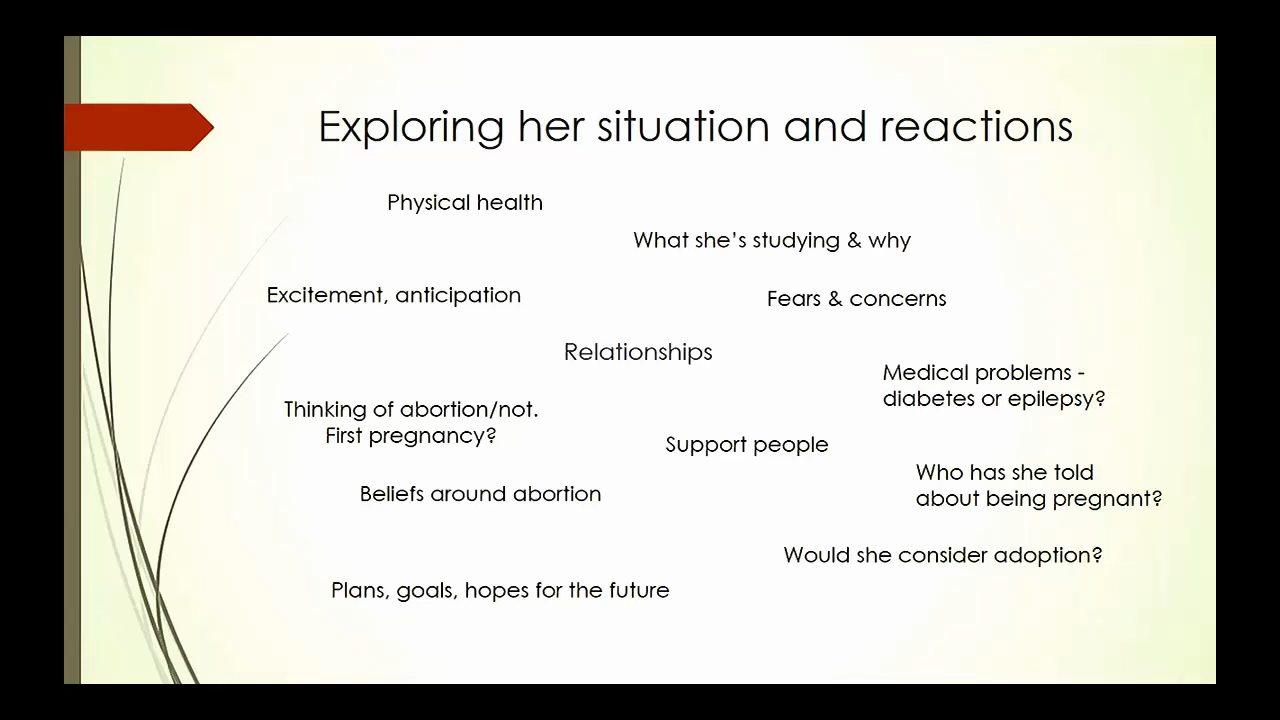 Exploring her situation and reactions
Physical health
What she’s studying & why
Excitement, anticipation
Fears & concerns
Relationships
Medical problems -
diabetes or epilepsy?
Thinking of abortion/not.
First pregnancy?
Support people
Who has she told
about being pregnant?
Beliefs around abortion
Would she consider adoption?
Plans, goals, hopes for the future